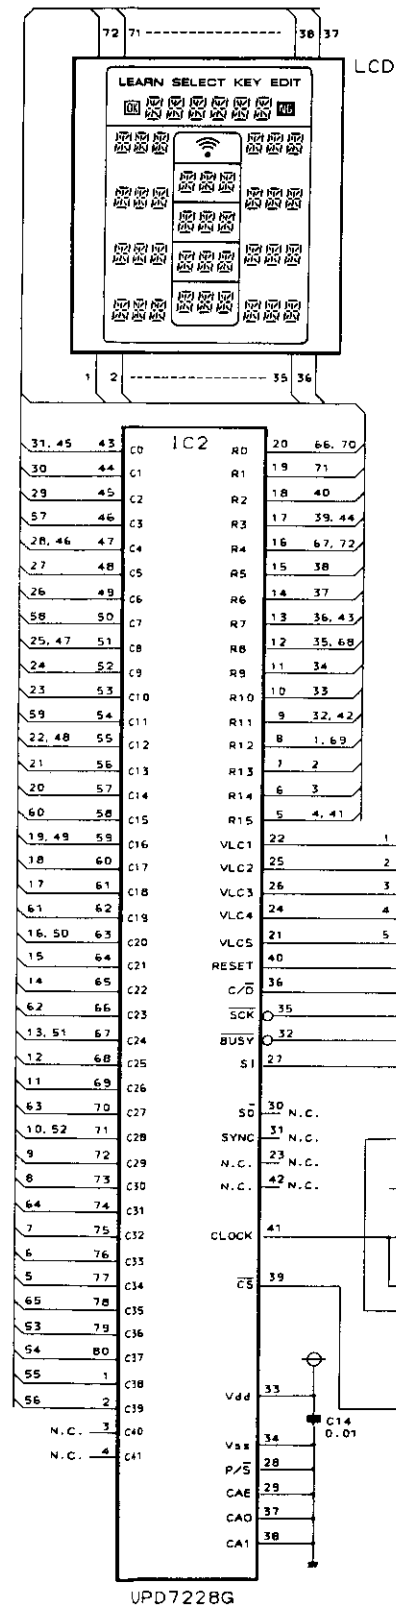 72 71 38 37
LCD
LEARN SELECT KEY EDIT
OK NG
1 2 35 36
IC2
31, 45 43 C0 R0 20 66, 70
30 44 C1 R1 19 71
29 45 C2 R2 18 40
57 46 C3 R3 17 39, 44
28, 46 47 C4 R4 16 67, 72
27 48 C5 R5 15 38
26 49 C6 R6 14 37
58 50 C7 R7 13 36, 43
25, 47 51 C8 R8 12 35, 68
24 52 C9 R9 11 34
23 53 C10 R10 10 33
59 54 C11 R11 9 32, 42
22, 48 55 C12 R12 8 1, 69
21 56 C13 R13 7 2
20 57 C14 R14 6 3
60 58 C15 R15 5 4, 41
19, 49 59 C16 VLC1 22 1
18 60 C17 VLC2 25 2
17 61 C18 VLC3 26 3
61 62 C19 VLC4 24 4
16, 50 63 C20 VLC5 21 5
15 64 C21 RESET 40
14 65 C22 C/D 36
62 66 C23 SCK 35
13, 51 67 C24 BUSY 32
12 68 C25 SI 27
11 69 C26
63 70 C27 SO 30 N.C.
10, 52 71 C28 SYNC 31 N.C.
9 72 C29 N.C. 23 N.C.
8 73 C30 N.C. 42 N.C.
64 74 C31
7 75 C32 CLOCK 41
6 76 C33
5 77 C34 CS 39
65 78 C35
53 79 C36
54 80 C37
55 1 C38 Vdd 33
56 2 C39
C14
0.01
N.C. 3 C40 Vss 34
N.C. 4 C41 P/S 28
CAE 29
CA0 37
CA1 38
UPD7228G